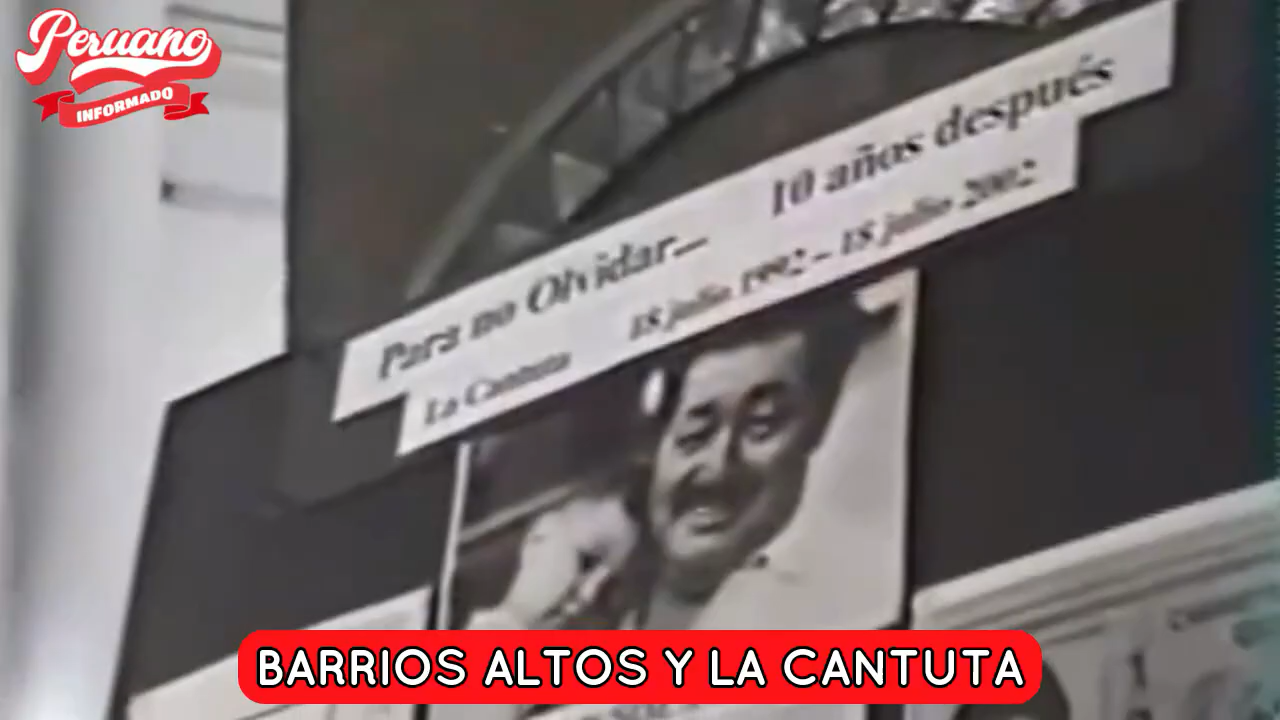 Peruano
INFORMADO
Para no Olvidar... 10 años después
La Cantuta 18 julio 1992 – 18 julio 2002
BARRIOS ALTOS Y LA CANTUTA